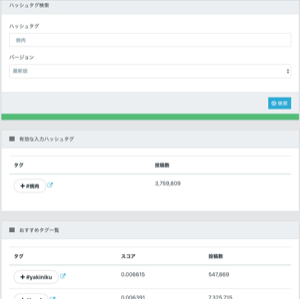 ハッシュタグ検索
ハッシュタグ
焼肉
バージョン
最新版
検索
有効な入力ハッシュタグ
タグ 投稿数
+ #焼肉 3,759,809
おすすめタグ一覧
タグ スコア 投稿数
+ #yakiniku 0.006615 547,669
0.006391 7,325,715